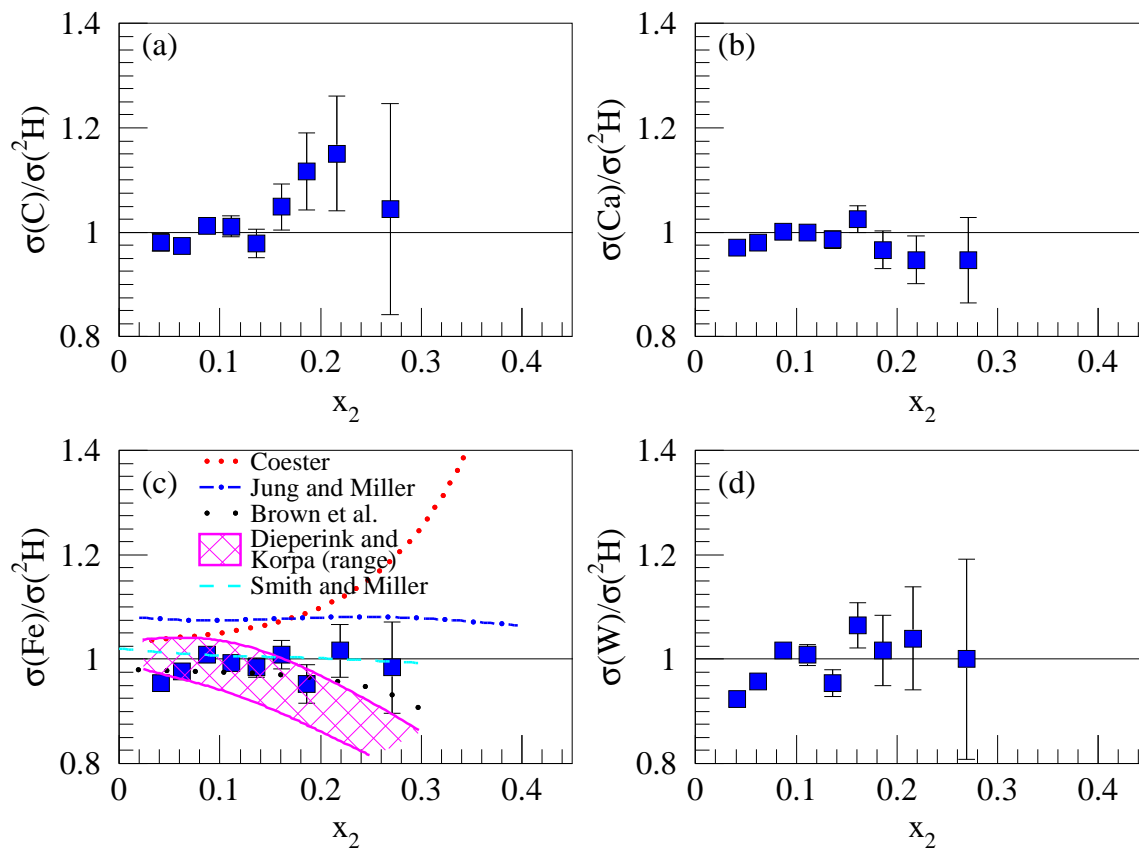 (a)
σ(C)/σ(²H)
1.4
1.2
1
0.8
0
0.1
0.2
0.3
0.4
x₂
(b)
σ(Ca)/σ(²H)
1.4
1.2
1
0.8
0
0.1
0.2
0.3
0.4
x₂
(c)
σ(Fe)/σ(²H)
1.4
1.2
1
0.8
0
0.1
0.2
0.3
0.4
x₂
Coester
Jung and Miller
Brown et al.
Dieperink and
Korpa (range)
Smith and Miller
(d)
σ(W)/σ(²H)
1.4
1.2
1
0.8
0
0.1
0.2
0.3
0.4
x₂